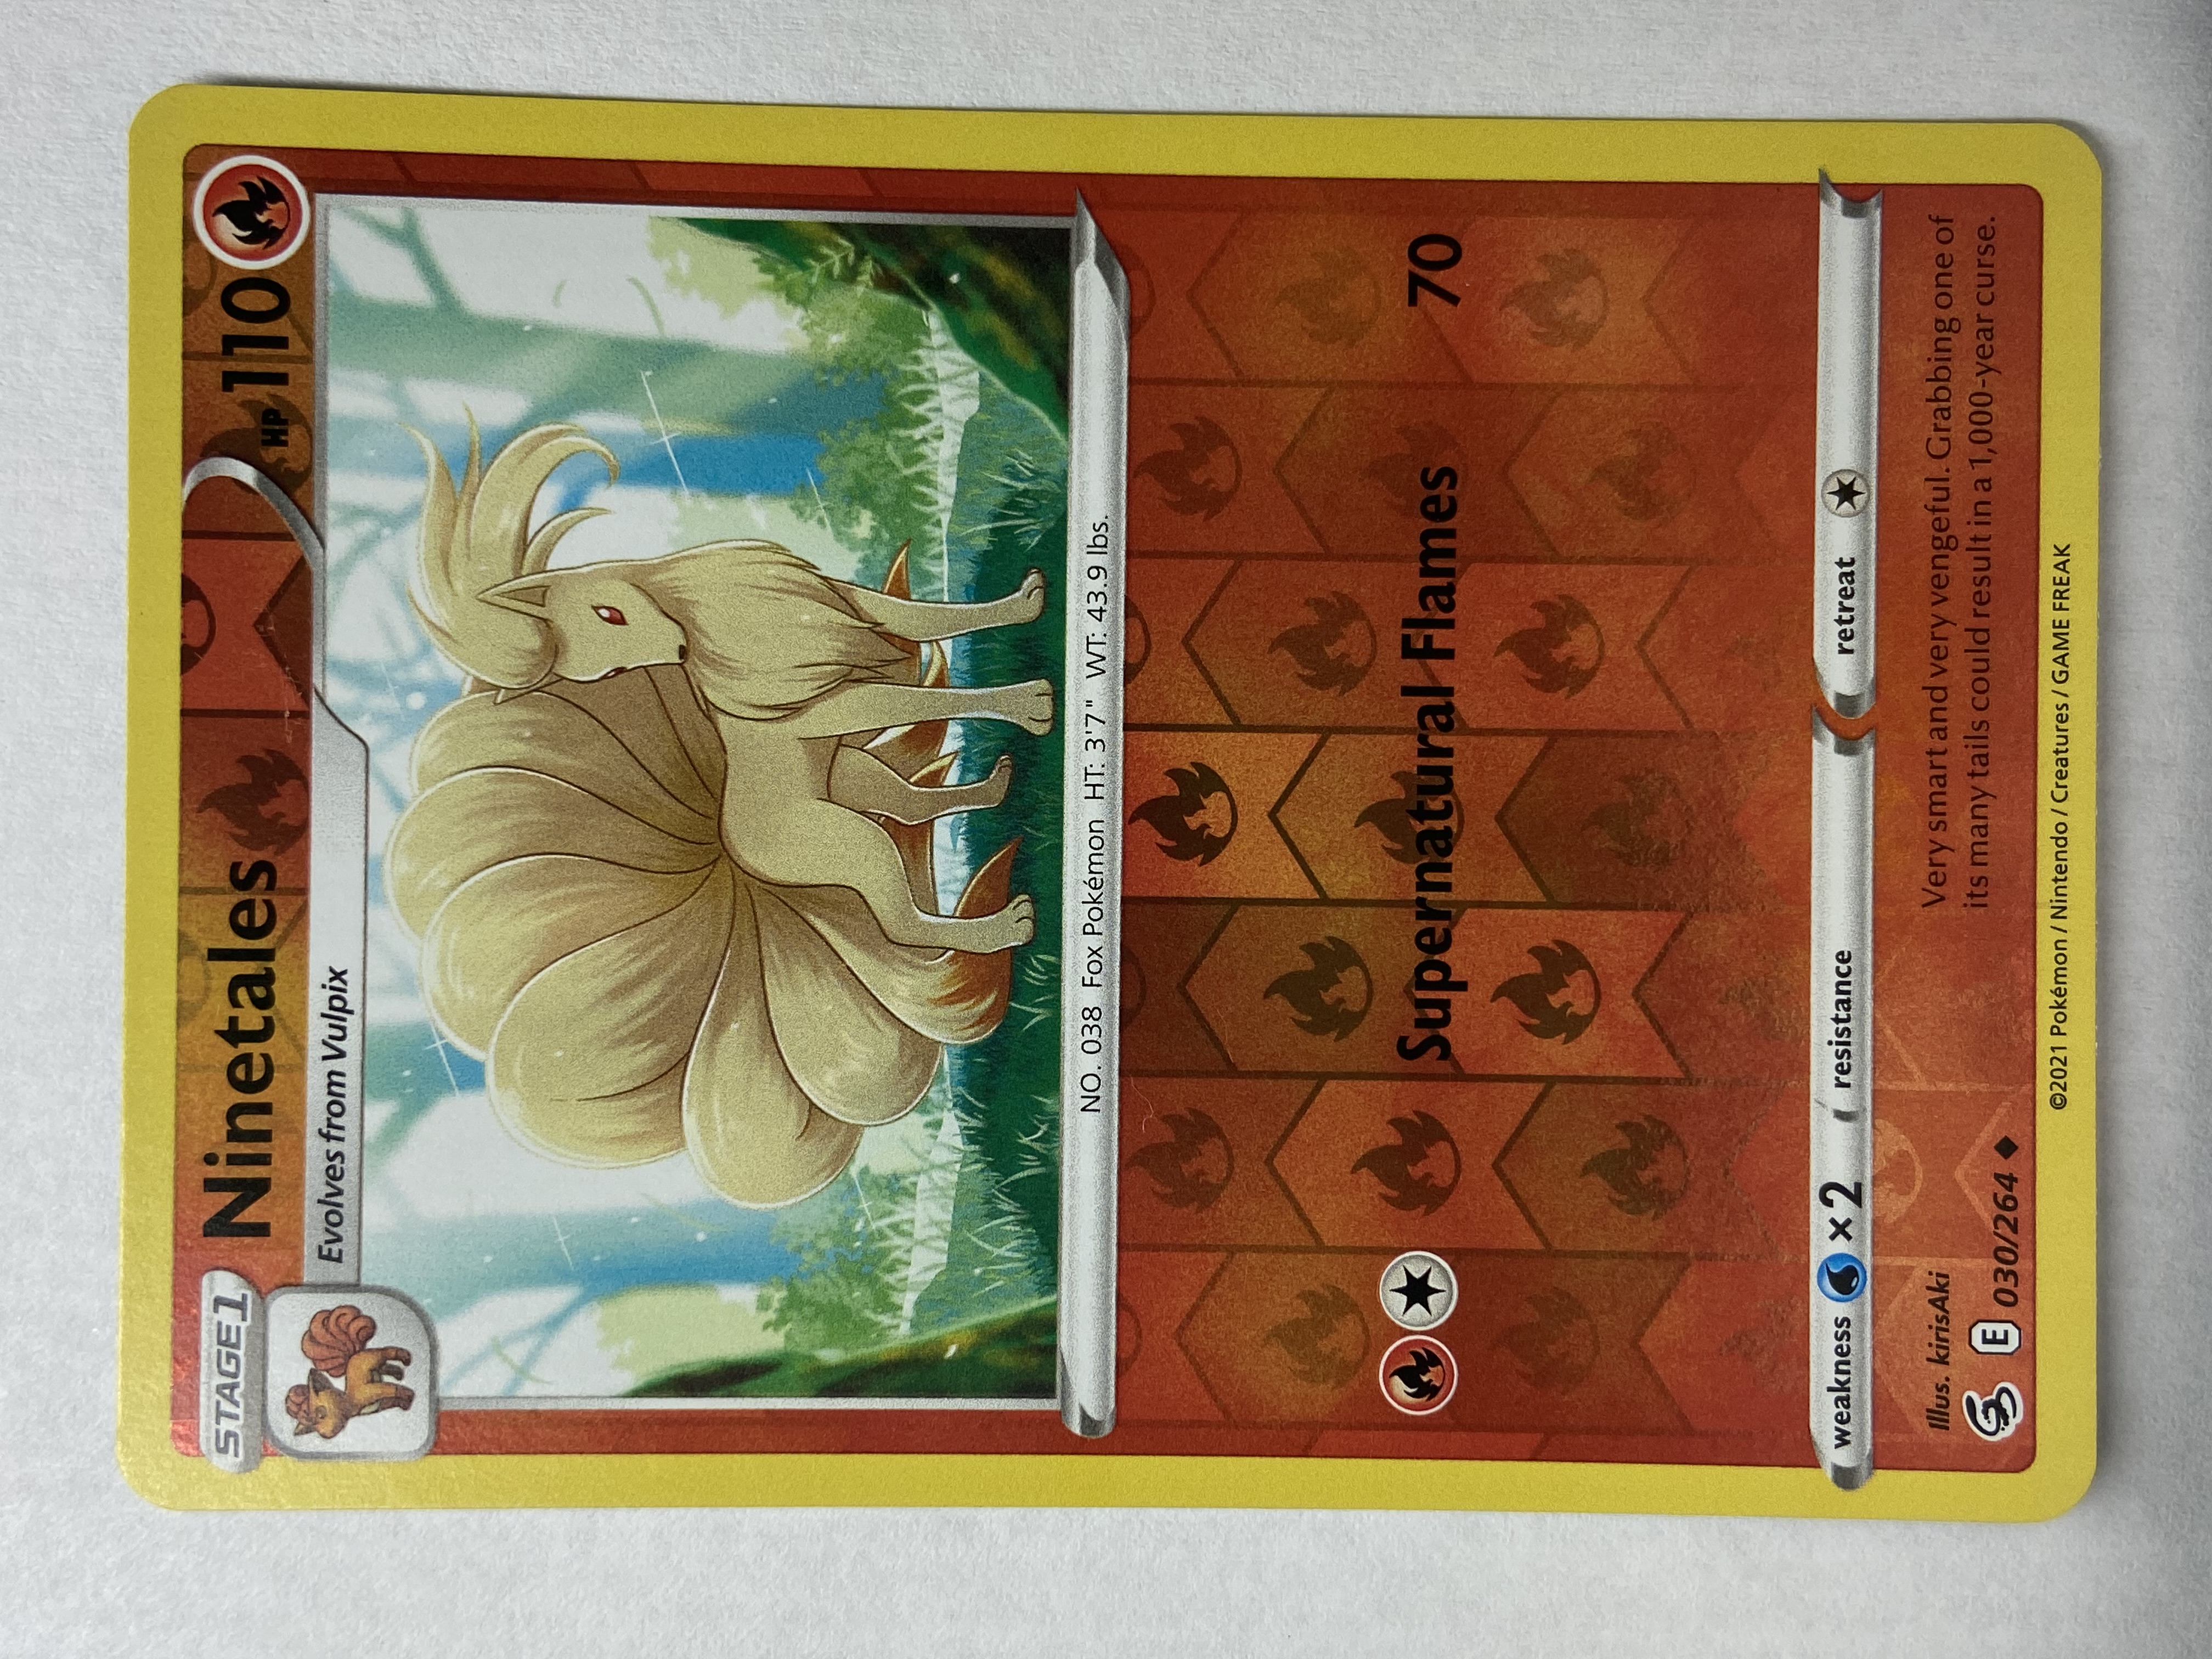 STAGE1
Ninetales
HP 110
Evolves from Vulpix
NO. 038 Fox Pokémon HT: 3'7" WT: 43.9 lbs.
Supernatural Flames 70
weakness ×2 resistance retreat
Illus. kirisAki
Very smart and very vengeful. Grabbing one of
its many tails could result in a 1,000-year curse.
E 030/264 ◆
©2021 Pokémon / Nintendo / Creatures / GAME FREAK